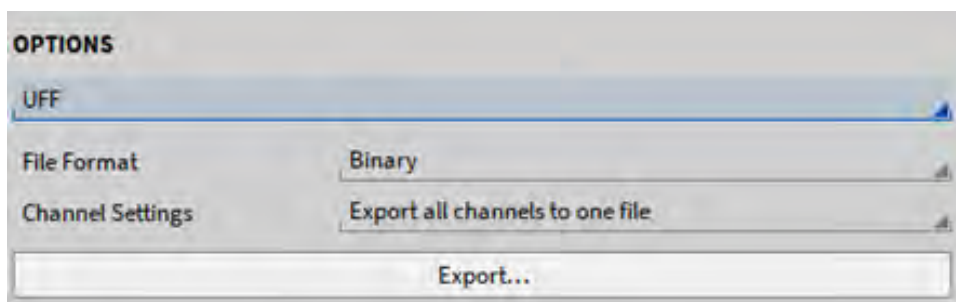 OPTIONS
UFF
File Format Binary
Channel Settings Export all channels to one file
Export...